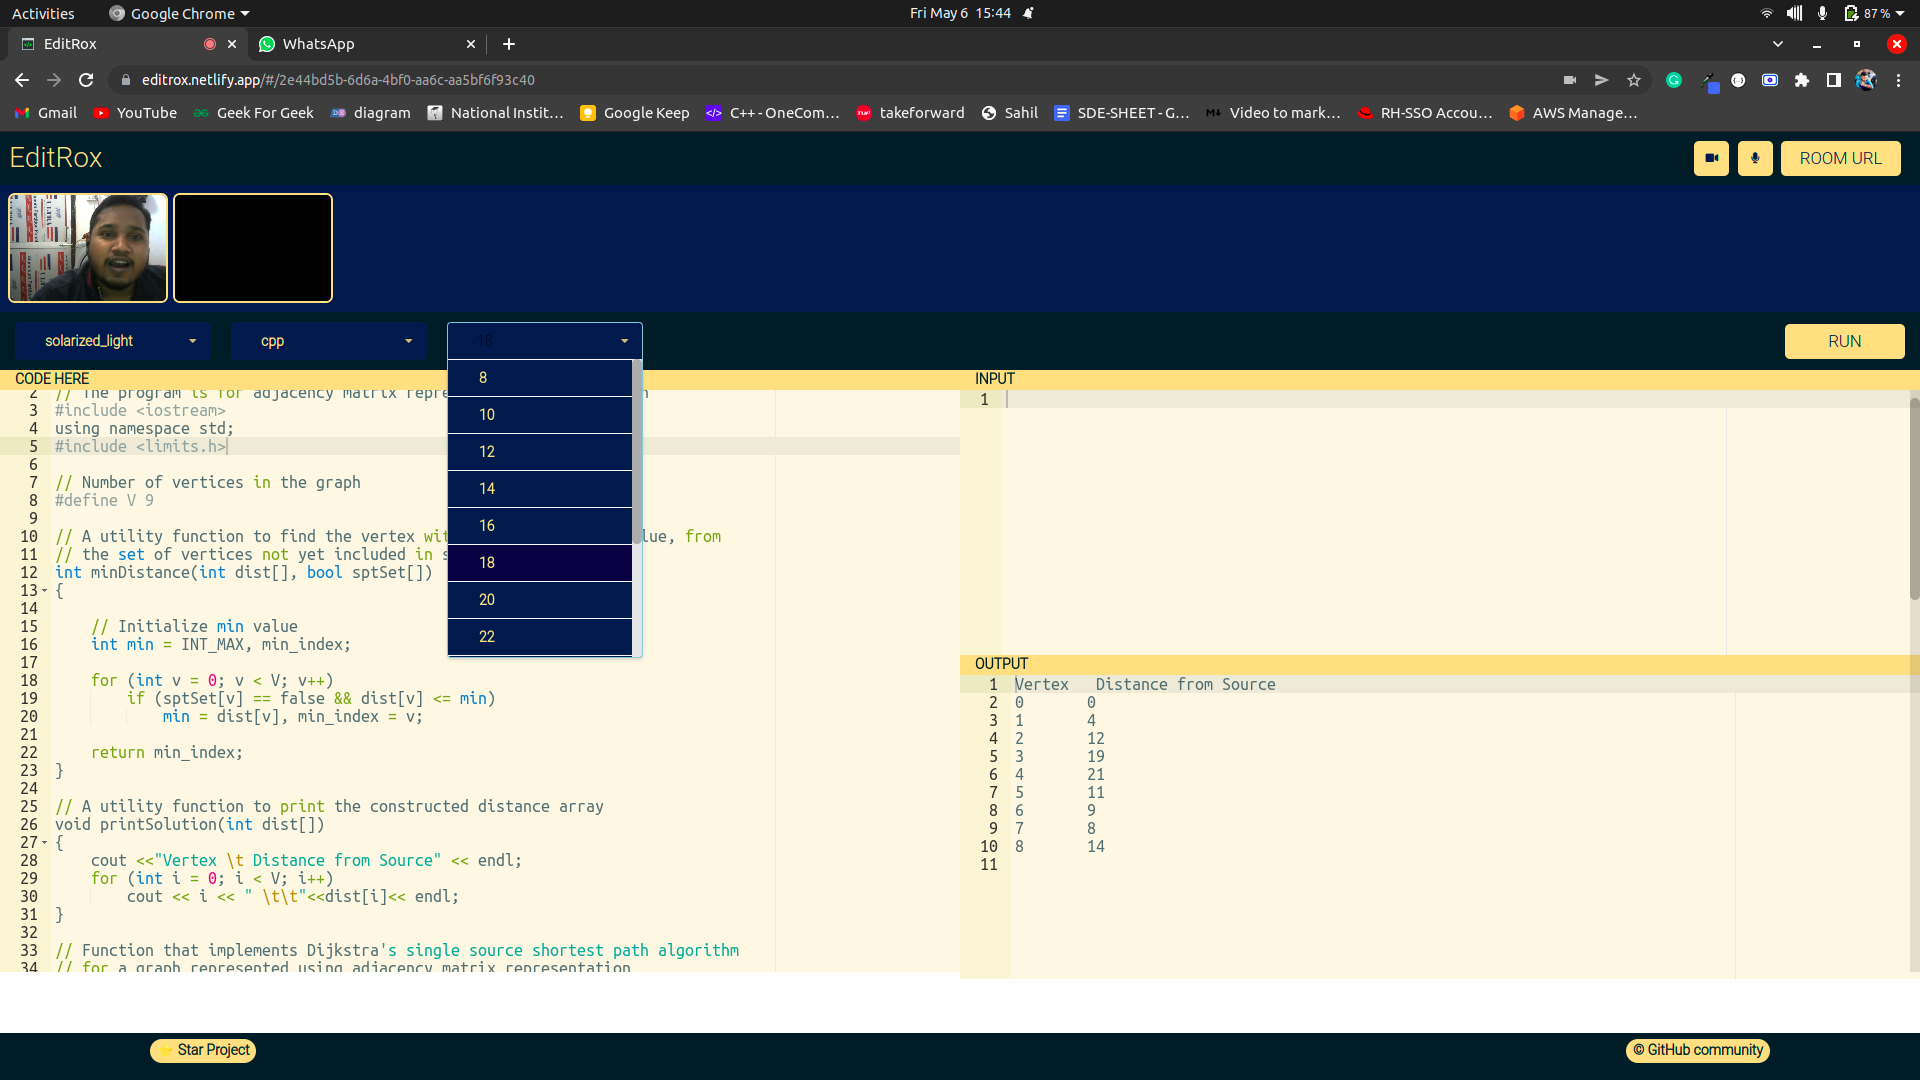 Activities
Google Chrome
Fri May 6 15:44
87 %
EditRox
WhatsApp
editrox.netlify.app/#/2e44bd5b-6d6a-4bf0-aa6c-aa5bf6f93c40
Gmail
YouTube
Geek For Geek
diagram
National Instit…
Google Keep
C++ - OneCom…
takeforward
Sahil
SDE-SHEET - G…
Video to mark…
RH-SSO Accou…
AWS Manage…
EditRox
ROOM URL
solarized_light
cpp
18
RUN
8
10
12
14
16
18
20
22
CODE HERE
2 // The program is for adjacency matrix repre
3 #include <iostream>
4 using namespace std;
5 #include <limits.h>
6
7 // Number of vertices in the graph
8 #define V 9
9
10 // A utility function to find the vertex wit lue, from
11 // the set of vertices not yet included in s
12 int minDistance(int dist[], bool sptSet[])
13 {
14
15 // Initialize min value
16 int min = INT_MAX, min_index;
17
18 for (int v = 0; v < V; v++)
19 if (sptSet[v] == false && dist[v] <= min)
20 min = dist[v], min_index = v;
21
22 return min_index;
23 }
24
25 // A utility function to print the constructed distance array
26 void printSolution(int dist[])
27 {
28 cout <<"Vertex \t Distance from Source" << endl;
29 for (int i = 0; i < V; i++)
30 cout << i << " \t\t"<<dist[i]<< endl;
31 }
32
33 // Function that implements Dijkstra's single source shortest path algorithm
34 // for a graph represented using adjacency matrix representation
INPUT
1
OUTPUT
1 Vertex Distance from Source
2 0 0
3 1 4
4 2 12
5 3 19
6 4 21
7 5 11
8 6 9
9 7 8
10 8 14
11
⭐ Star Project
© GitHub community